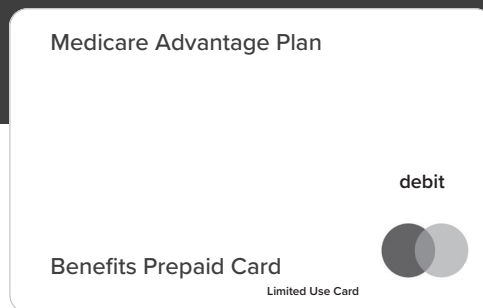 Medicare Advantage Plan
debit
Benefits Prepaid Card
Limited Use Card